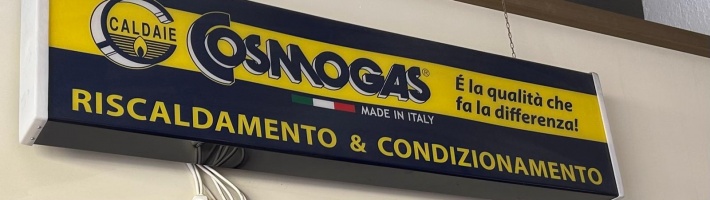 CALDAIE
COSMOGAS®
É la qualità che
fa la differenza!
MADE IN ITALY
RISCALDAMENTO & CONDIZIONAMENTO